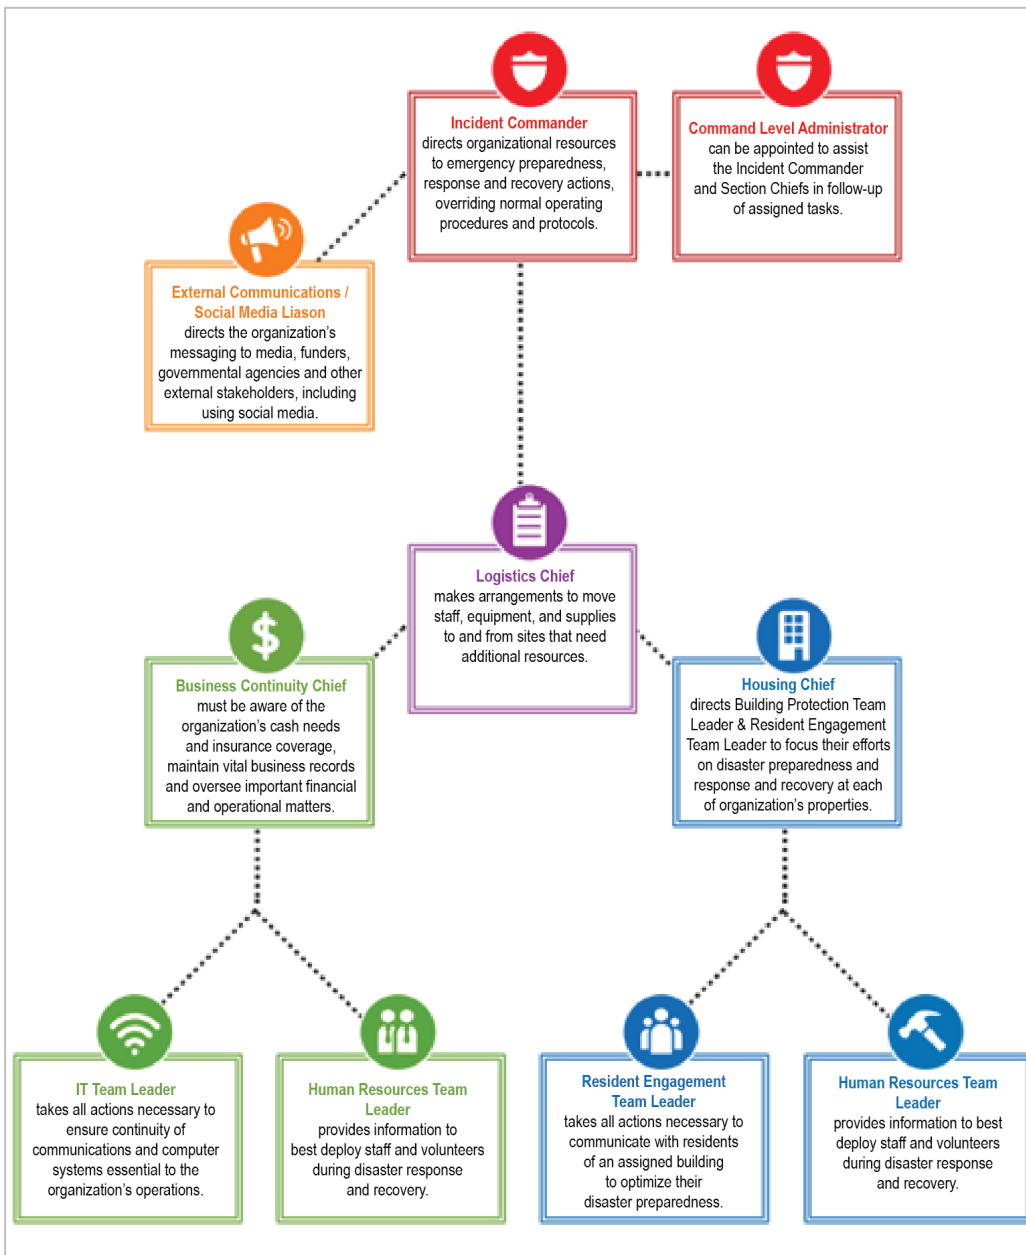 Incident Commander
directs organizational resources
to emergency preparedness,
response and recovery actions,
overriding normal operating
procedures and protocols.
Command Level Administrator
can be appointed to assist
the Incident Commander
and Section Chiefs in follow-up
of assigned tasks.
External Communications /
Social Media Liason
directs the organization’s
messaging to media, funders,
governmental agencies and other
external stakeholders, including
using social media.
Logistics Chief
makes arrangements to move
staff, equipment, and supplies
to and from sites that need
additional resources.
Business Continuity Chief
must be aware of the
organization’s cash needs
and insurance coverage,
maintain vital business records
and oversee important financial
and operational matters.
Housing Chief
directs Building Protection Team
Leader & Resident Engagement
Team Leader to focus their efforts
on disaster preparedness and
response and recovery at each
of organization’s properties.
IT Team Leader
takes all actions necessary to
ensure continuity of
communications and computer
systems essential to the
organization’s operations.
Human Resources Team
Leader
provides information to
best deploy staff and volunteers
during disaster response
and recovery.
Resident Engagement
Team Leader
takes all actions necessary to
communicate with residents
of an assigned building
to optimize their
disaster preparedness.
Human Resources Team
Leader
provides information to best
deploy staff and volunteers
during disaster response
and recovery.